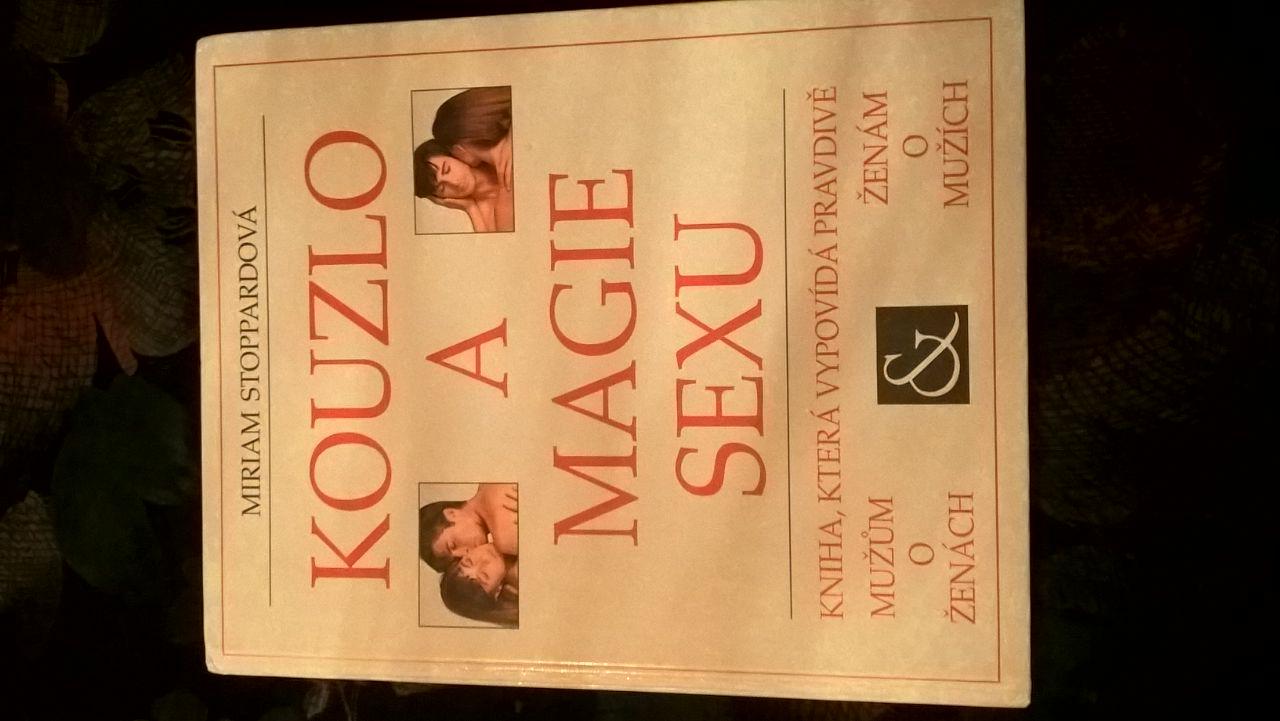 MIRIAM STOPPARDOVÁ
KOUZLO
A
MAGIE
SEXU
KNIHA, KTERÁ VYPOVÍDÁ PRAVDIVĚ
MUŽŮM
O
ŽENÁCH
&
ŽENÁM
O
MUŽÍCH